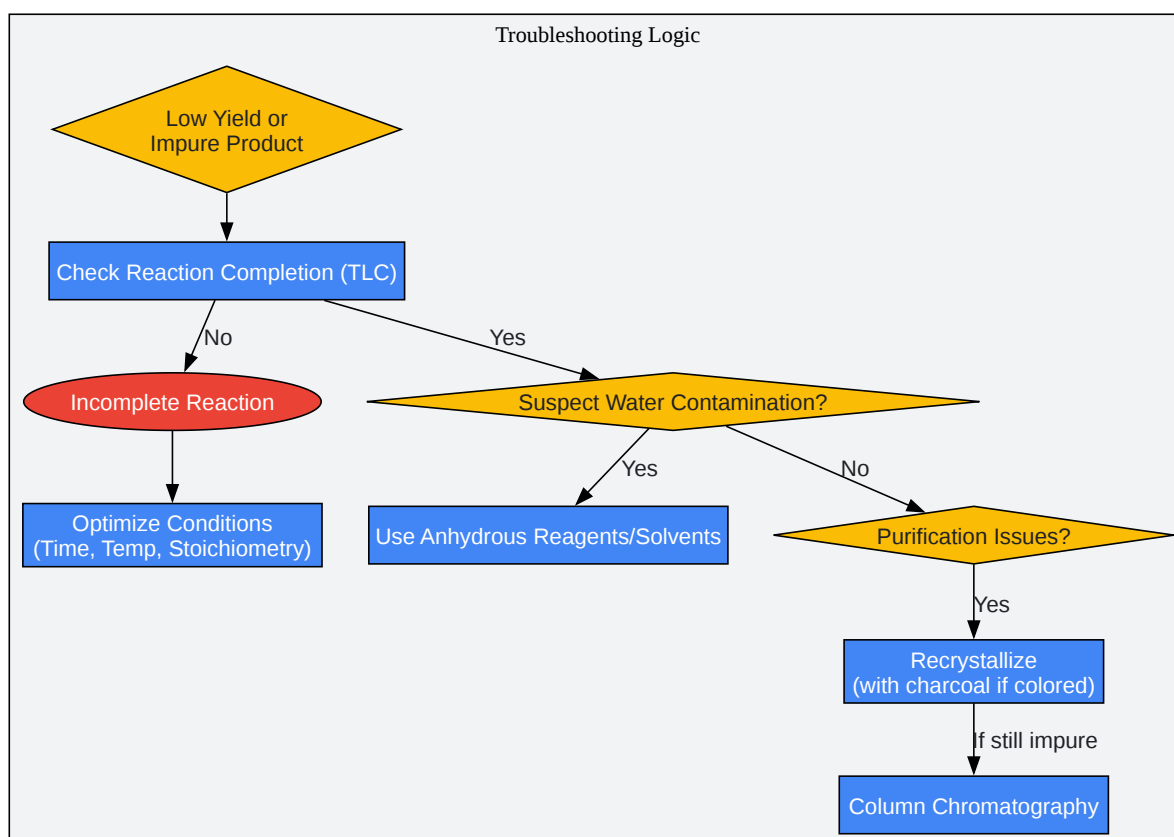 Troubleshooting Logic
Low Yield or
Impure Product
Check Reaction Completion (TLC)
No
Yes
Incomplete Reaction
Suspect Water Contamination?
Yes
No
Optimize Conditions
(Time, Temp, Stoichiometry)
Use Anhydrous Reagents/Solvents
Purification Issues?
Yes
Recrystallize
(with charcoal if colored)
If still impure
Column Chromatography